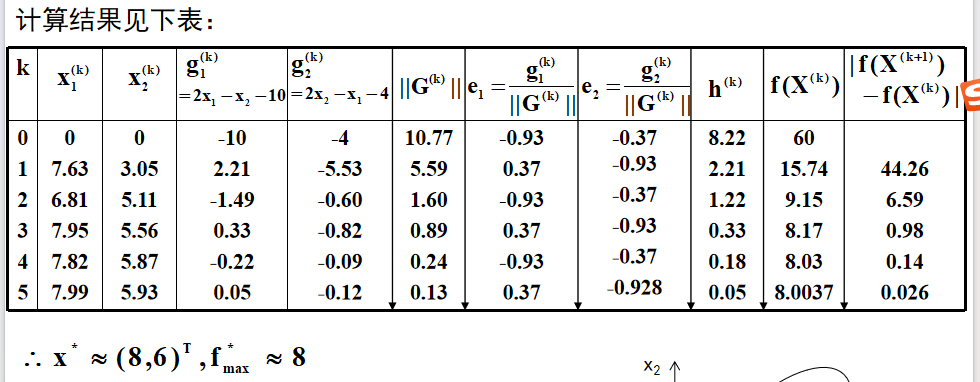 计算结果见下表：
k x₁^(k) x₂^(k) g₁^(k) =2x₁-x₂-10 g₂^(k) =2x₂-x₁-4 ||G^(k)|| e₁=g₁^(k)/||G^(k)|| e₂=g₂^(k)/||G^(k)|| h^(k) f(X^(k)) |f(X^(k+1))-f(X^(k))|
0 0 0 -10 -4 10.77 -0.93 -0.37 8.22 60
1 7.63 3.05 2.21 -5.53 5.59 0.37 -0.93 2.21 15.74 44.26
2 6.81 5.11 -1.49 -0.60 1.60 -0.93 -0.37 1.22 9.15 6.59
3 7.95 5.56 0.33 -0.82 0.89 0.37 -0.93 0.33 8.17 0.98
4 7.82 5.87 -0.22 -0.09 0.24 -0.93 -0.37 0.18 8.03 0.14
5 7.99 5.93 0.05 -0.12 0.13 0.37 -0.928 0.05 8.0037 0.026
∴ x* ≈ (8,6)^T, f*max ≈ 8
x₂